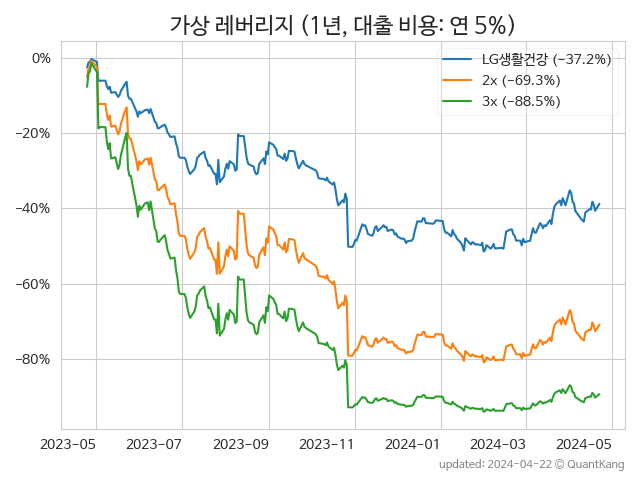 가상 레버리지 (1년, 대출 비용: 연 5%)
LG생활건강 (−37.2%)
2x (−69.3%)
3x (−88.5%)
0%
−20%
−40%
−60%
−80%
2023-05 2023-07 2023-09 2023-11 2024-01 2024-03 2024-05
updated: 2024-04-22 © QuantKang